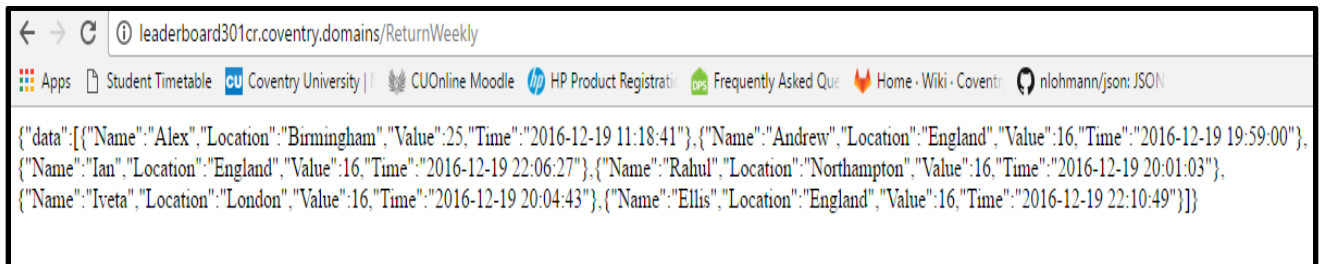 leaderboard301cr.coventry.domains/ReturnWeekly
Apps Student Timetable CU Coventry University | CUOnline Moodle hp HP Product Registratic OPS Frequently Asked Que Home · Wiki · Coventr nlohmann/json: JSON
{"data":[{"Name":"Alex","Location":"Birmingham","Value":25,"Time":"2016-12-19 11:18:41"},{"Name":"Andrew","Location":"England","Value":16,"Time":"2016-12-19 19:59:00"},
{"Name":"Ian","Location":"England","Value":16,"Time":"2016-12-19 22:06:27"},{"Name":"Rahul","Location":"Northampton","Value":16,"Time":"2016-12-19 20:01:03"},
{"Name":"Iveta","Location":"London","Value":16,"Time":"2016-12-19 20:04:43"},{"Name":"Ellis","Location":"England","Value":16,"Time":"2016-12-19 22:10:49"}]}